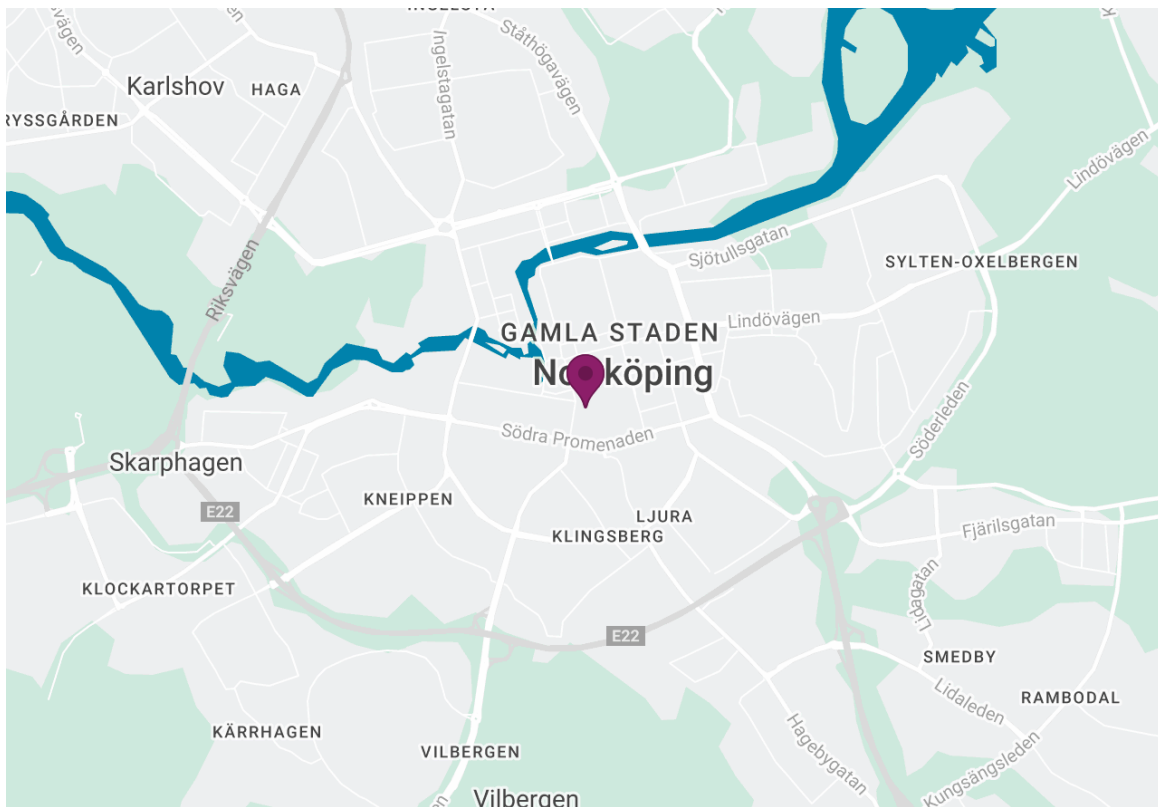 Ståthögavägen
Ingelstagatan
Karlshov
HAGA
RYSSGÅRDEN
Lindövägen
Riksvägen
Sjötullsgatan
SYLTEN-OXELBERGEN
Lindövägen
GAMLA STADEN
Norrköping
Söderleden
Södra Promenaden
Skarphagen
KNEIPPEN
E22
LJURA
KLINGSBERG
Fjärilsgatan
KLOCKARTORPET
Lidagatan
E22
SMEDBY
Lidaleden
RAMBODAL
KÄRRHAGEN
VILBERGEN
Hagebygatan
Kungsängsleden
Vilbergen